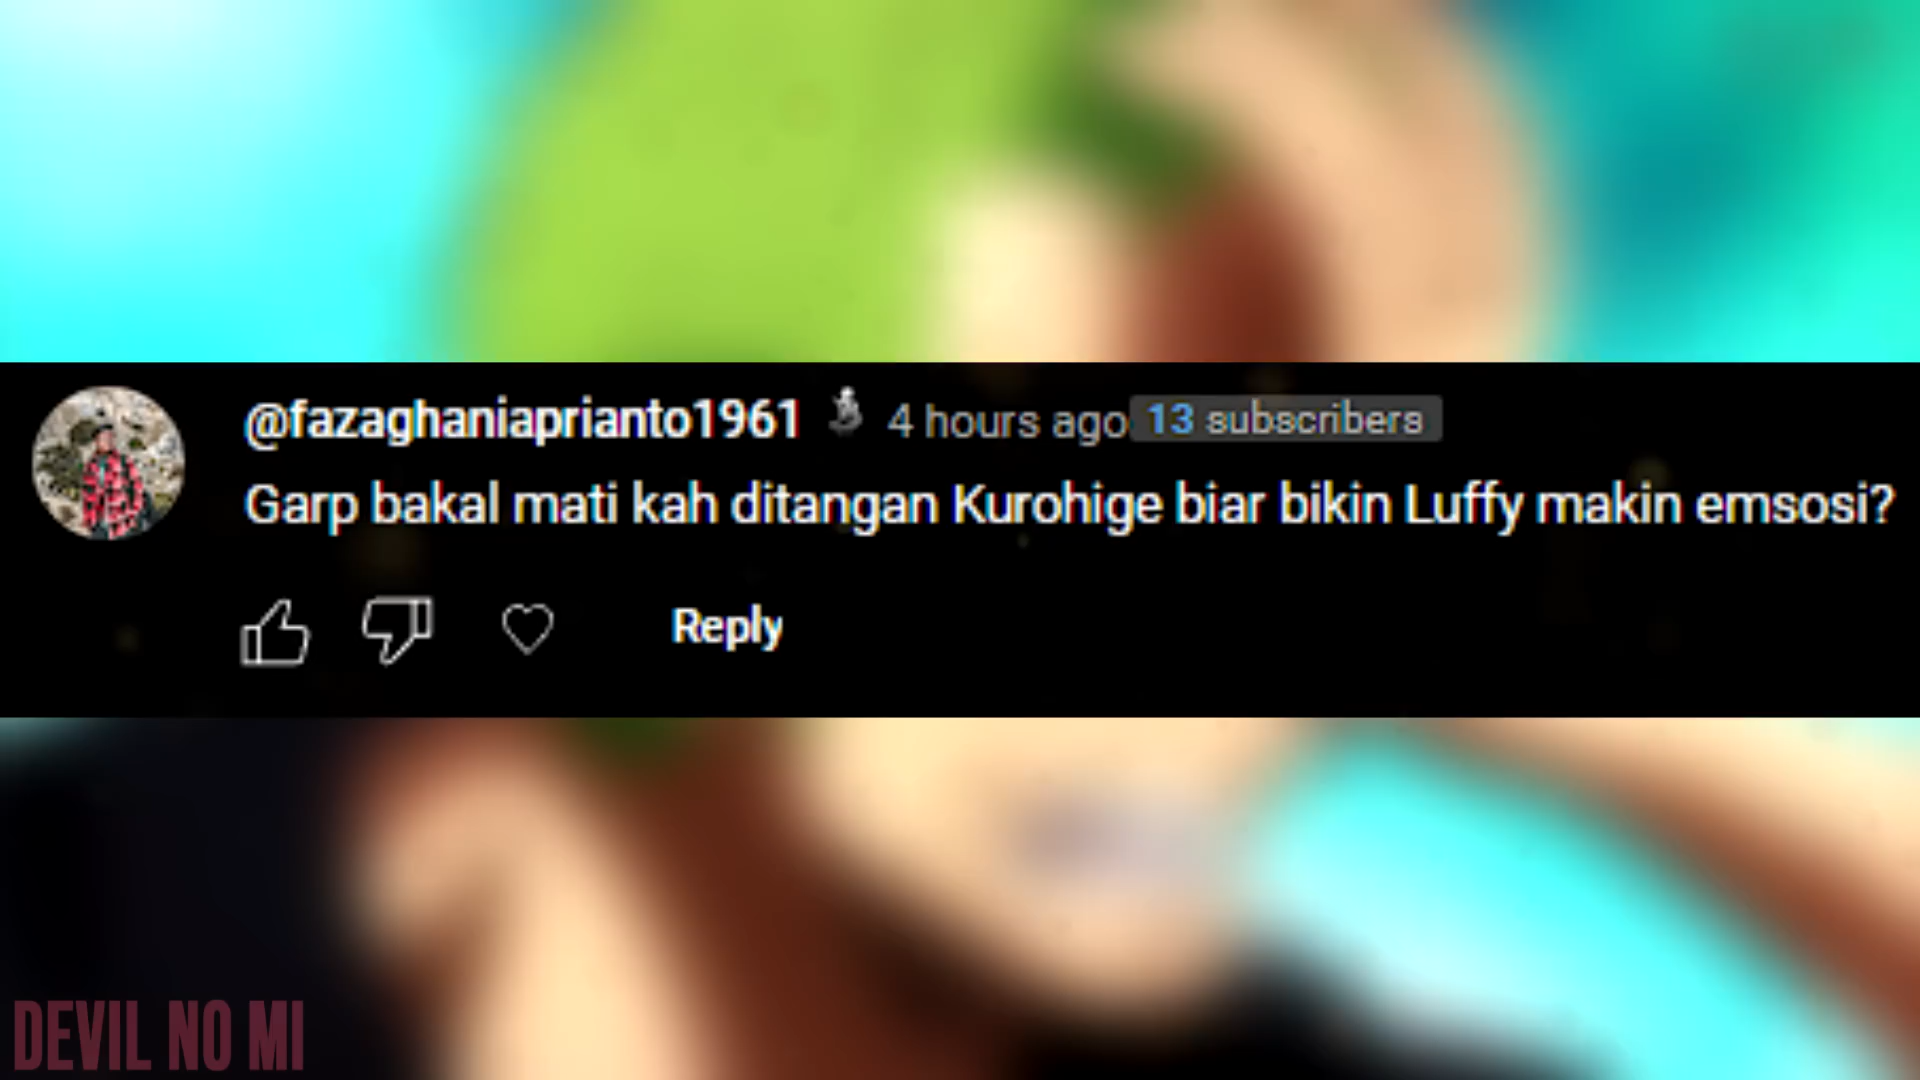 @fazaghaniaprianto1961 4 hours ago 13 subscribers
Garp bakal mati kah ditangan Kurohige biar bikin Luffy makin emsosi?
Reply
DEVIL NO MI